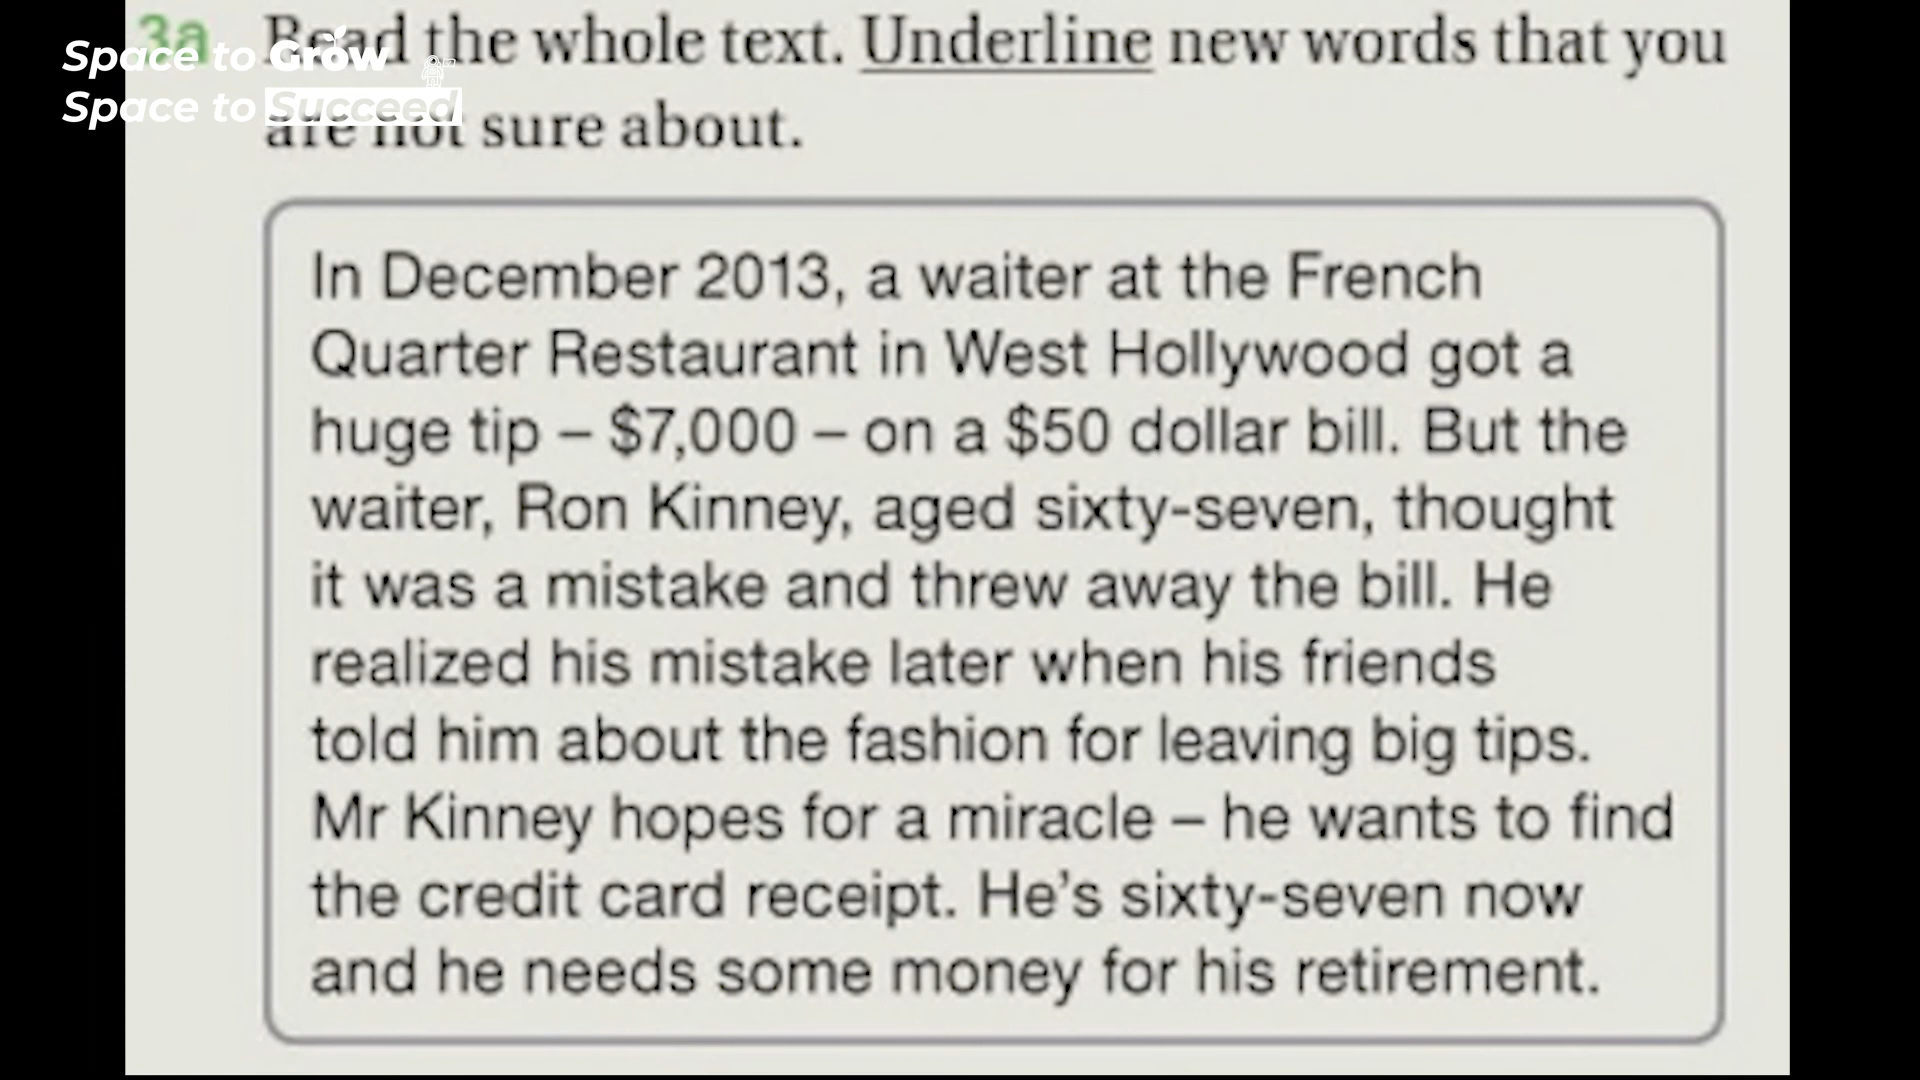 3a Read the whole text. Underline new words that you
are not sure about.
Space to Grow
Space to Succeed
In December 2013, a waiter at the French
Quarter Restaurant in West Hollywood got a
huge tip – $7,000 – on a $50 dollar bill. But the
waiter, Ron Kinney, aged sixty-seven, thought
it was a mistake and threw away the bill. He
realized his mistake later when his friends
told him about the fashion for leaving big tips.
Mr Kinney hopes for a miracle – he wants to find
the credit card receipt. He's sixty-seven now
and he needs some money for his retirement.